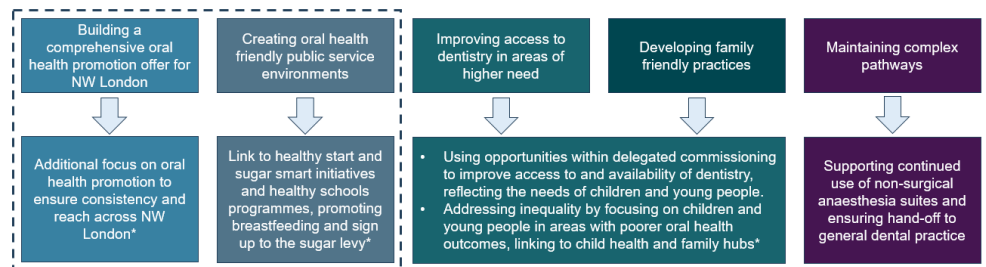 Building a
comprehensive oral
health promotion offer for
NW London
Creating oral health
friendly public service
environments
Improving access to
dentistry in areas of
higher need
Developing family
friendly practices
Maintaining complex
pathways
Additional focus on oral
health promotion to
ensure consistency and
reach across NW
London*
Link to healthy start and
sugar smart initiatives
and healthy schools
programmes, promoting
breastfeeding and sign
up to the sugar levy*
• Using opportunities within delegated commissioning
to improve access to and availability of dentistry,
reflecting the needs of children and young people.
• Addressing inequality by focusing on children and
young people in areas with poorer oral health
outcomes, linking to child health and family hubs*
Supporting continued
use of non-surgical
anaesthesia suites and
ensuring hand-off to
general dental practice